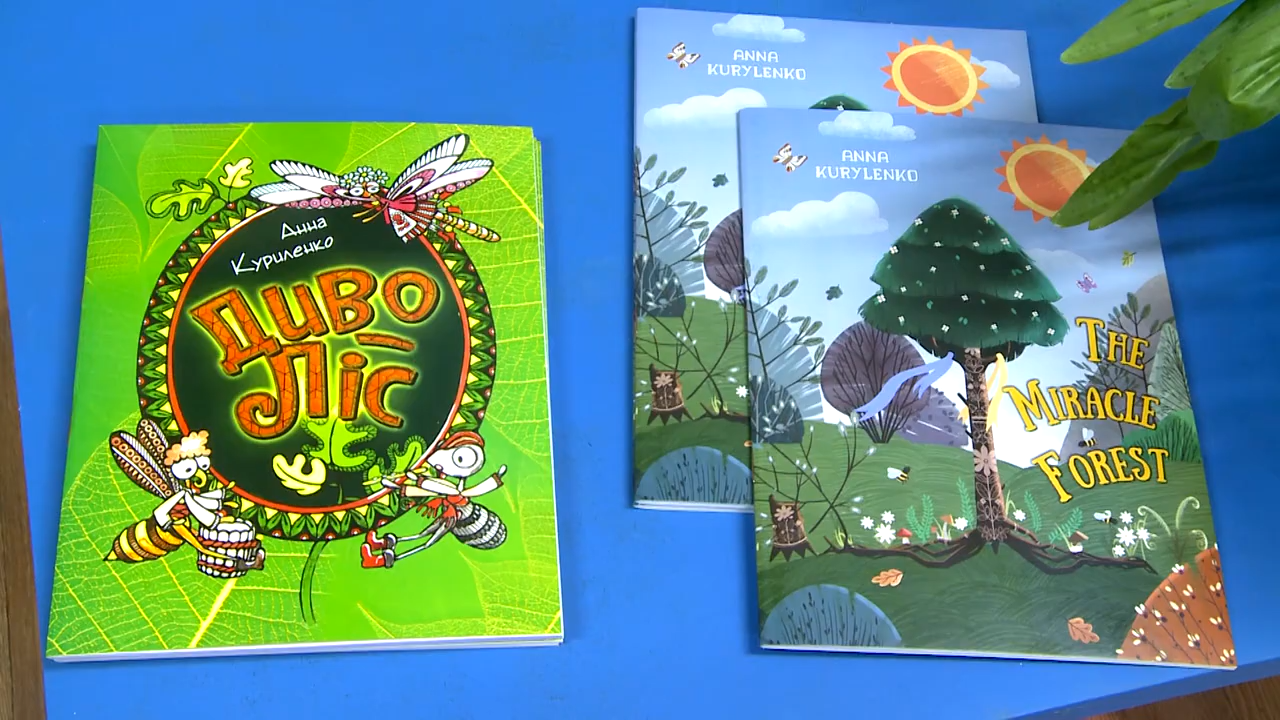 Анна
Куриленко
Диво
Ліс
ANNA
KURYLENKO
ANNA
KURYLENKO
THE
MIRACLE
FOREST